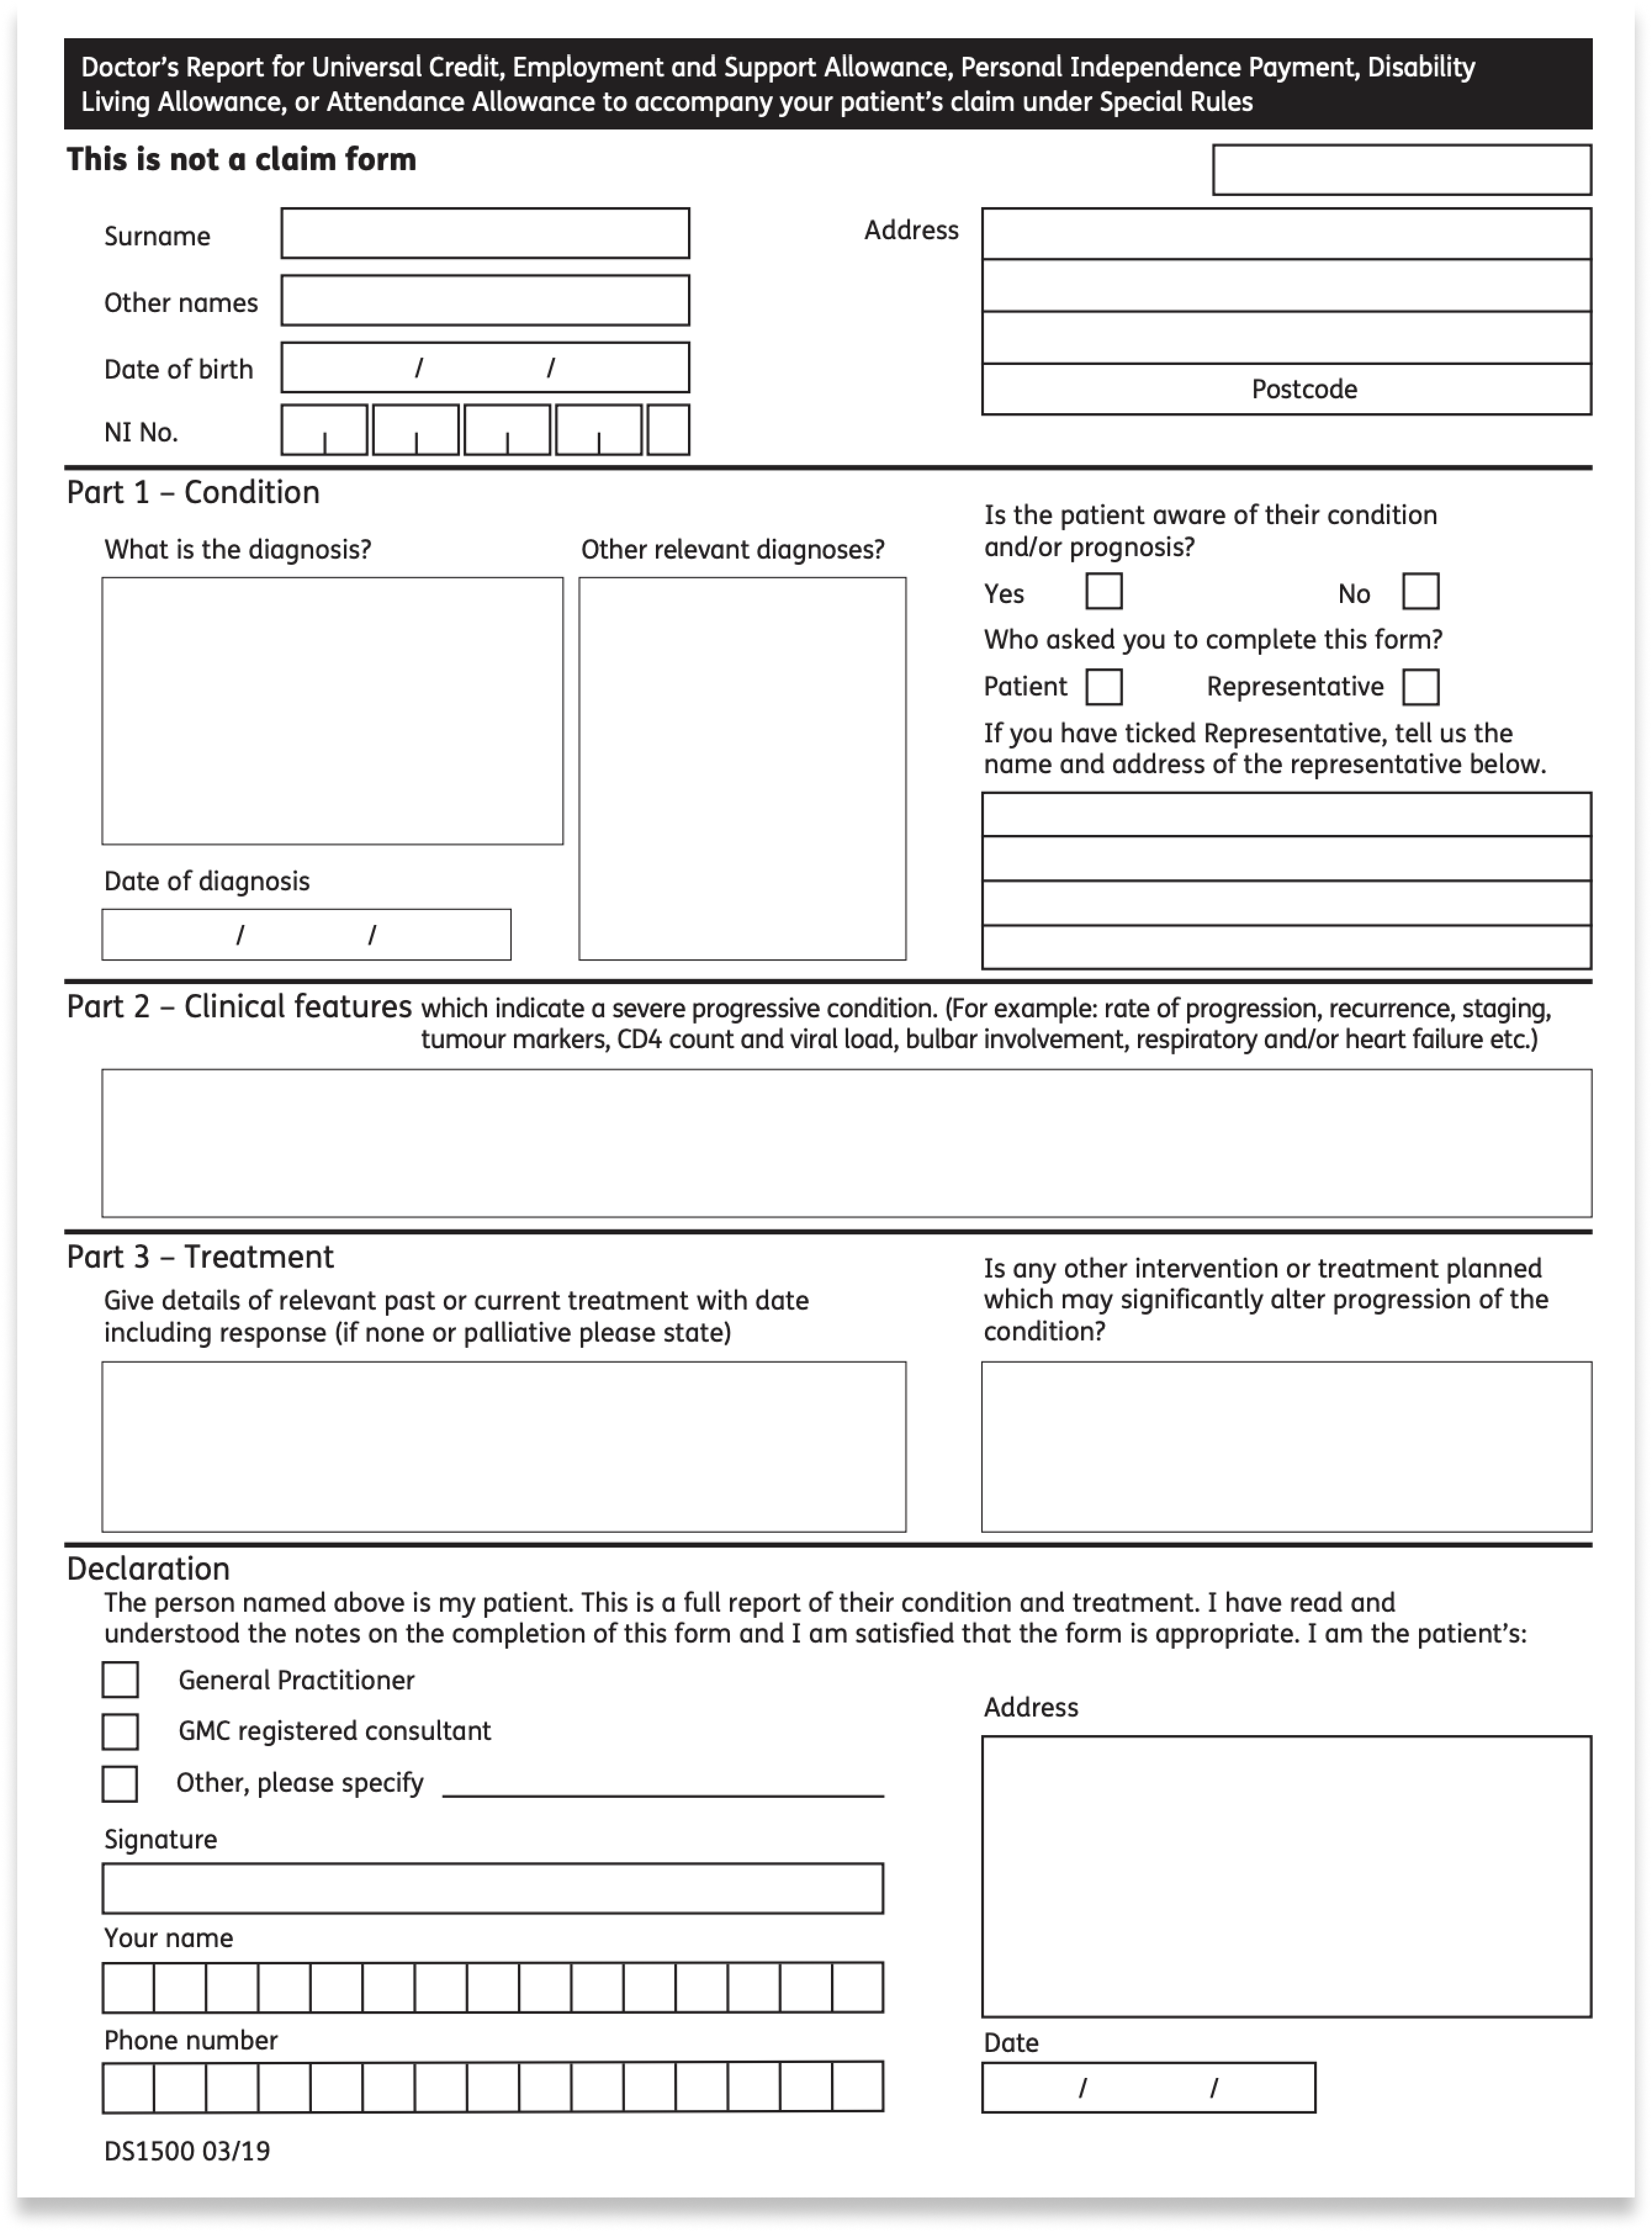 Doctor's Report for Universal Credit, Employment and Support Allowance, Personal Independence Payment, Disability
Living Allowance, or Attendance Allowance to accompany your patient's claim under Special Rules
This is not a claim form
Surname
Other names
Date of birth / /
NI No.
Address
Postcode
Part 1 – Condition
What is the diagnosis?
Date of diagnosis
/ /
Other relevant diagnoses?
Is the patient aware of their condition
and/or prognosis?
Yes No
Who asked you to complete this form?
Patient Representative
If you have ticked Representative, tell us the
name and address of the representative below.
Part 2 – Clinical features which indicate a severe progressive condition. (For example: rate of progression, recurrence, staging,
tumour markers, CD4 count and viral load, bulbar involvement, respiratory and/or heart failure etc.)
Part 3 – Treatment
Give details of relevant past or current treatment with date
including response (if none or palliative please state)
Is any other intervention or treatment planned
which may significantly alter progression of the
condition?
Declaration
The person named above is my patient. This is a full report of their condition and treatment. I have read and
understood the notes on the completion of this form and I am satisfied that the form is appropriate. I am the patient's:
General Practitioner
GMC registered consultant
Other, please specify
Signature
Your name
Phone number
Address
Date
/ /
DS1500 03/19